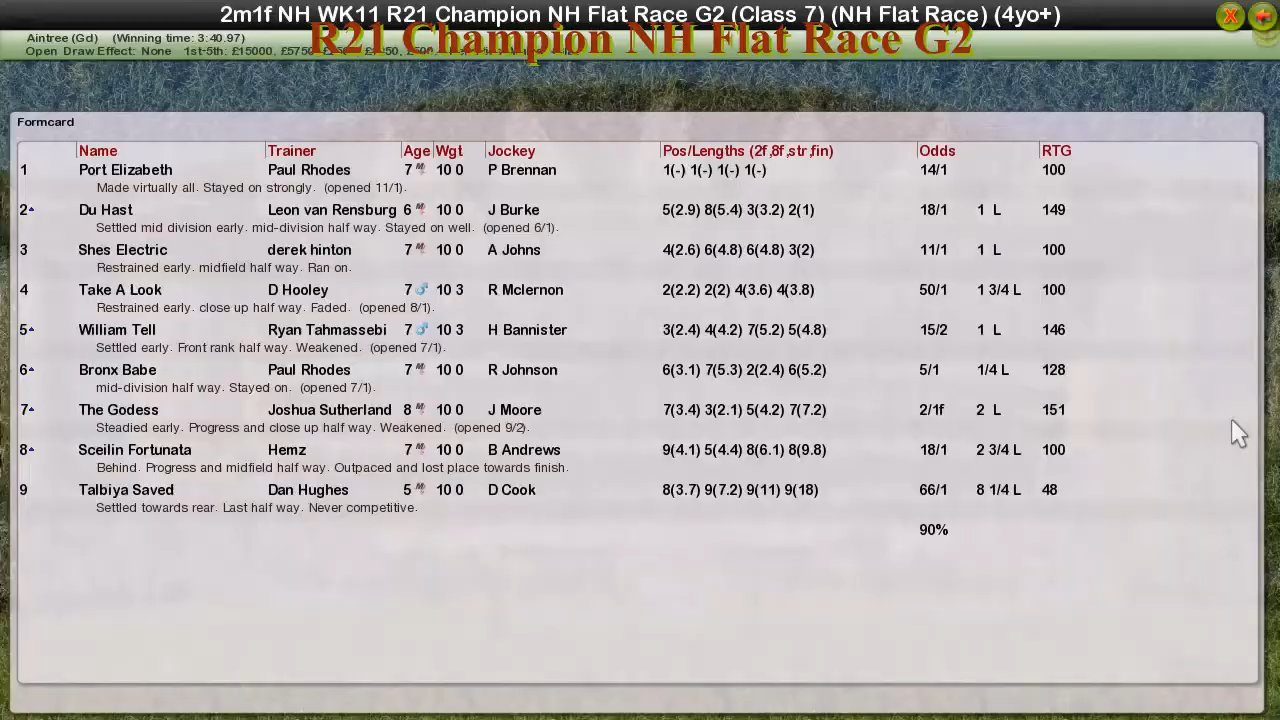 2m1f NH WK11 R21 Champion NH Flat Race G2 (Class 7) (NH Flat Race) (4yo+)
R21 Champion NH Flat Race G2
Aintree (Gd) (Winning time: 3:40.97)
Open Draw Effect: None 1st-5th: £15000,
Formcard
Name Trainer Age Wgt Jockey Pos/Lengths (2f,8f,str,fin) Odds RTG
1 Port Elizabeth Paul Rhodes 7 10 0 P Brennan 1(-) 1(-) 1(-) 1(-) 14/1 100
Made virtually all. Stayed on strongly. (opened 11/1).
2 Du Hast Leon van Rensburg 6 10 0 J Burke 5(2.9) 8(5.4) 3(3.2) 2(1) 18/1 1 L 149
Settled mid division early. mid-division half way. Stayed on well. (opened 6/1).
3 Shes Electric derek hinton 7 10 0 A Johns 4(2.6) 6(4.8) 6(4.8) 3(2) 11/1 1 L 100
Restrained early. midfield half way. Ran on.
4 Take A Look D Hooley 7 10 3 R Mclernon 2(2.2) 2(2) 4(3.6) 4(3.8) 50/1 1 3/4 L 100
Restrained early. close up half way. Faded. (opened 8/1).
5 William Tell Ryan Tahmassebi 7 10 3 H Bannister 3(2.4) 4(4.2) 7(5.2) 5(4.8) 15/2 1 L 146
Settled early. Front rank half way. Weakened. (opened 7/1).
6 Bronx Babe Paul Rhodes 7 10 0 R Johnson 6(3.1) 7(5.3) 2(2.4) 6(5.2) 5/1 1/4 L 128
mid-division half way. Stayed on. (opened 7/1).
7 The Godess Joshua Sutherland 8 10 0 J Moore 7(3.4) 3(2.1) 5(4.2) 7(7.2) 2/1f 2 L 151
Steadied early. Progress and close up half way. Weakened. (opened 9/2).
8 Sceilin Fortunata Hemz 7 10 0 B Andrews 9(4.1) 5(4.4) 8(6.1) 8(9.8) 18/1 2 3/4 L 100
Behind. Progress and midfield half way. Outpaced and lost place towards finish.
9 Talbiya Saved Dan Hughes 5 10 0 D Cook 8(3.7) 9(7.2) 9(11) 9(18) 66/1 8 1/4 L 48
Settled towards rear. Last half way. Never competitive.
90%